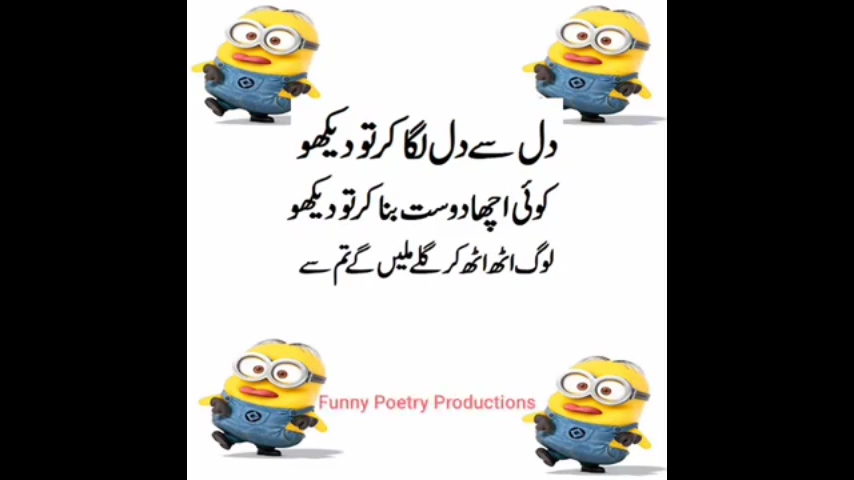 دل سے دل لگا کر تو دیکھو
کوئی اچھا دوست بنا کر تو دیکھو
لوگ اٹھ اٹھ کر گلے ملیں گے تم سے
Funny Poetry Productions